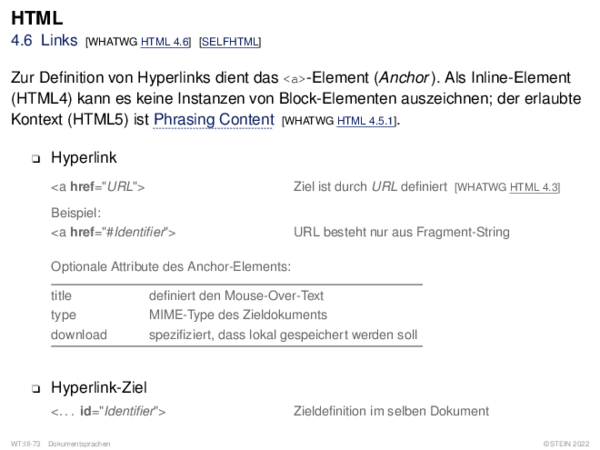 HTML
4.6 Links [WHATWG HTML 4.6] [SELFHTML]
Zur Definition von Hyperlinks dient das <a>-Element (Anchor). Als Inline-Element
(HTML4) kann es keine Instanzen von Block-Elementen auszeichnen; der erlaubte
Kontext (HTML5) ist Phrasing Content [WHATWG HTML 4.5.1].
❑ Hyperlink
<a href="URL"> Ziel ist durch URL definiert [WHATWG HTML 4.3]
Beispiel:
<a href="#Identifier"> URL besteht nur aus Fragment-String
Optionale Attribute des Anchor-Elements:
title definiert den Mouse-Over-Text
type MIME-Type des Zieldokuments
download spezifiziert, dass lokal gespeichert werden soll
❑ Hyperlink-Ziel
<... id="Identifier"> Zieldefinition im selben Dokument
WT:III-73 Dokumentsprachen ©STEIN 2022